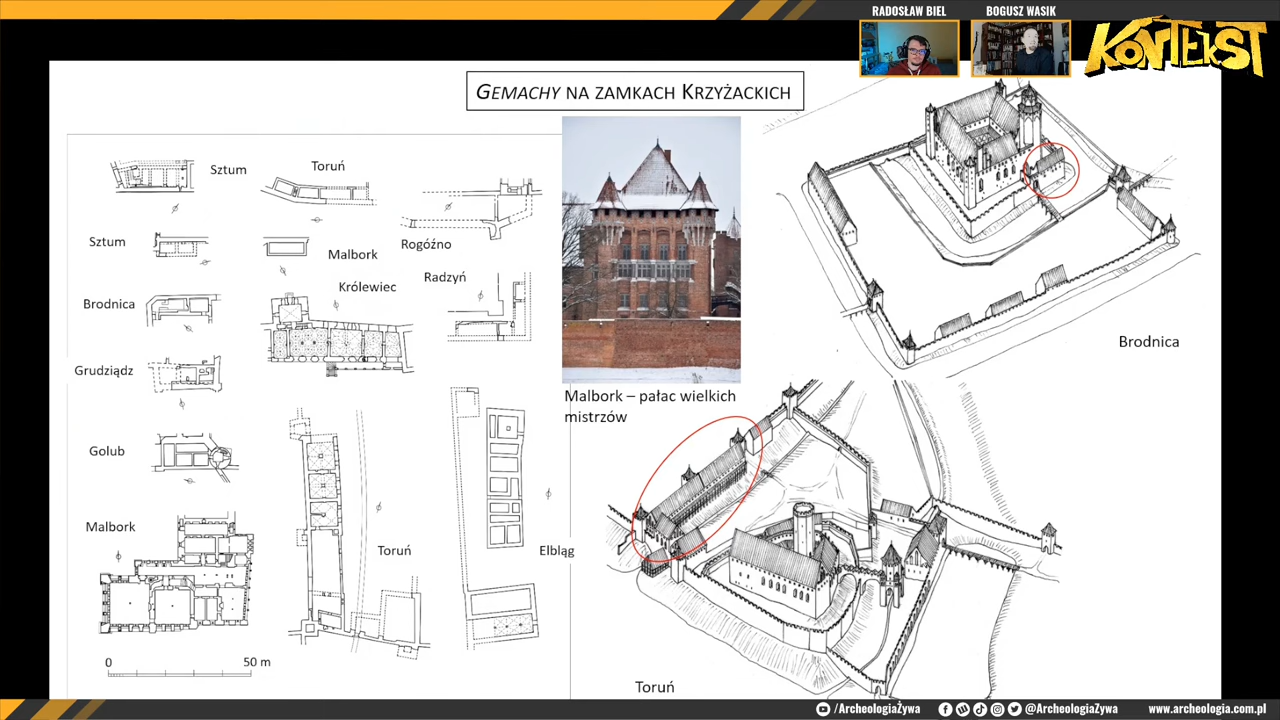 RADOSŁAW BIEL
BOGUSZ WASIK
KONTEKST
GEMACHY NA ZAMKACH KRZYŻACKICH
Sztum
Toruń
Sztum
Malbork
Rogóźno
Brodnica
Królewiec
Radzyń
Grudziądz
Golub
Malbork
Toruń
Elbląg
0 50 m
Malbork – pałac wielkich
mistrzów
Brodnica
Toruń
/ArcheologiaŻywa
@ArcheologiaŻywa
www.archeologia.com.pl